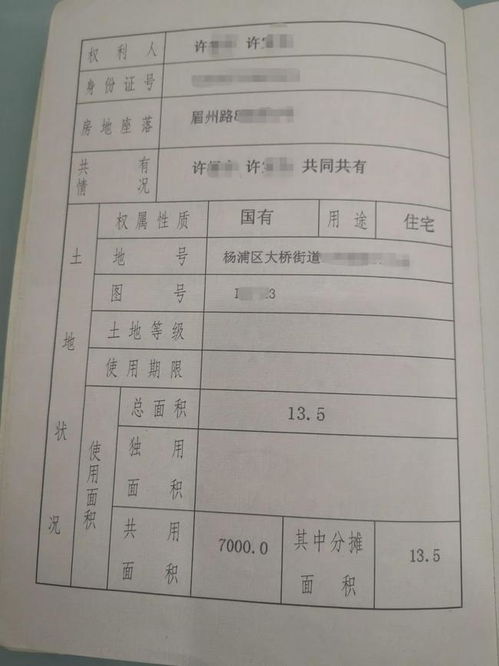 权利人 许 许
身份证号
房地座落 眉州路
共有情况 许 许 共同共有
土地状况
权属性质 国有 用途 住宅
地号 杨浦区大桥街道
图号 1 3
土地等级
使用期限
使用面积
总面积 13.5
独用面积
共用面积 7000.0 其中分摊面积 13.5